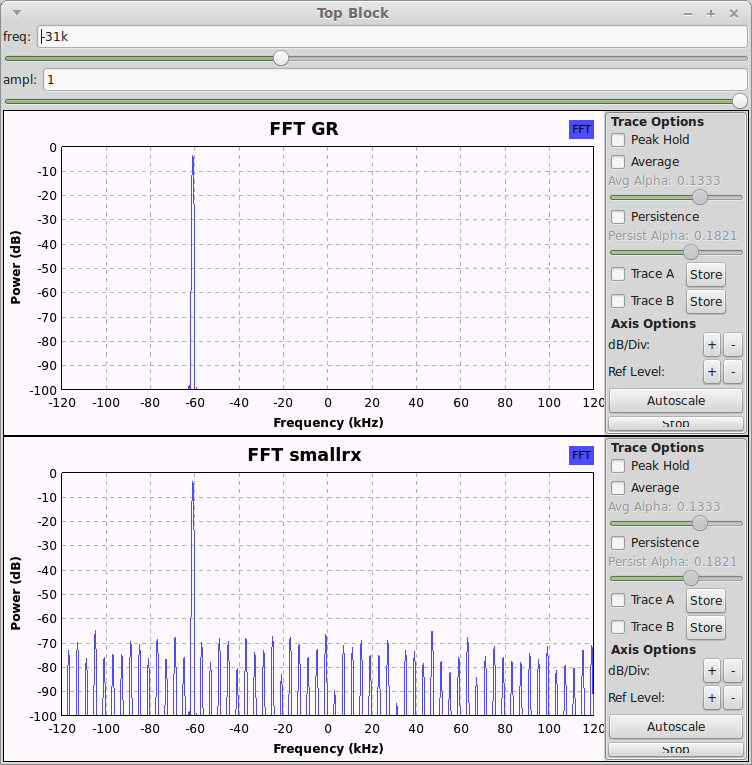 Top Block
freq: -31k
ampl: 1
FFT GR
FFT
Power (dB)
0
-10
-20
-30
-40
-50
-60
-70
-80
-90
-100
-120 -100 -80 -60 -40 -20 0 20 40 60 80 100 120
Frequency (kHz)
Trace Options
Peak Hold
Average
Avg Alpha: 0.1333
Persistence
Persist Alpha: 0.1821
Trace A Store
Trace B Store
Axis Options
dB/Div: + -
Ref Level: + -
Autoscale
Stop
FFT smallrx
FFT
Power (dB)
0
-10
-20
-30
-40
-50
-60
-70
-80
-90
-100
-120 -100 -80 -60 -40 -20 0 20 40 60 80 100 120
Frequency (kHz)
Trace Options
Peak Hold
Average
Avg Alpha: 0.1333
Persistence
Persist Alpha: 0.1821
Trace A Store
Trace B Store
Axis Options
dB/Div: + -
Ref Level: + -
Autoscale
Stop